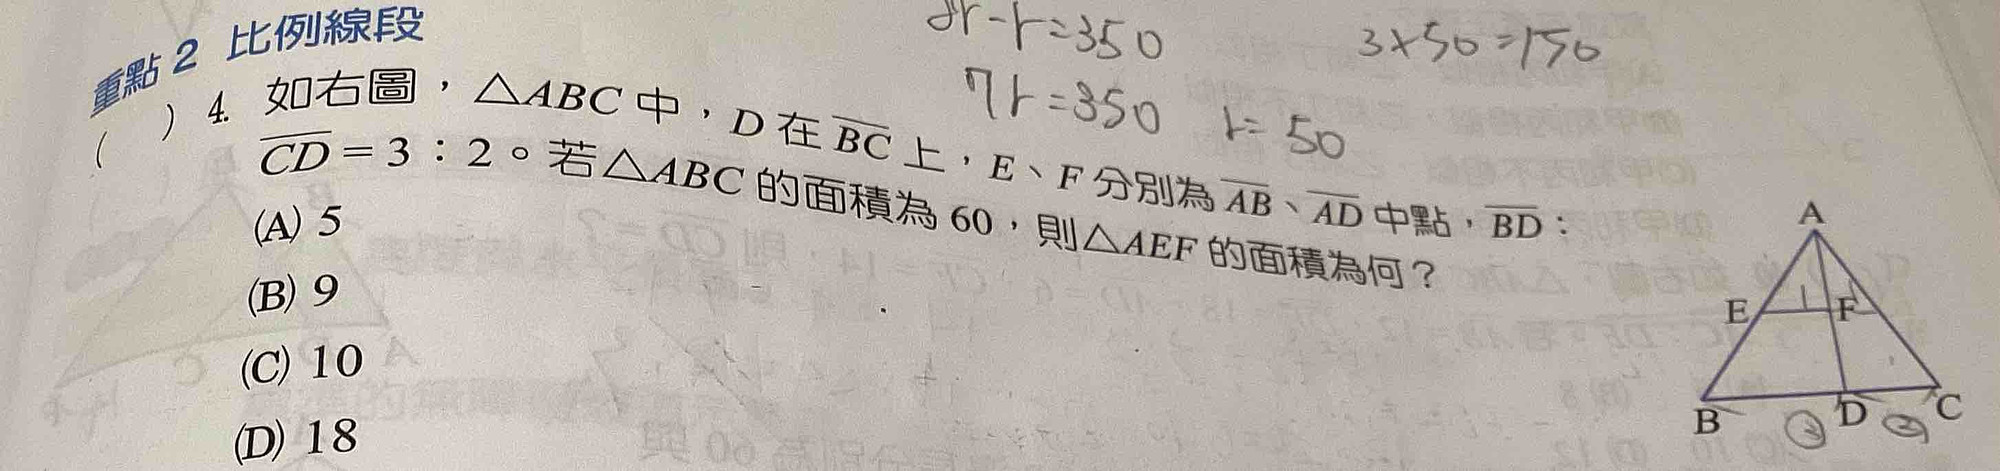 重點 2 比例線段
8r-r=350
7r=350
r=50
3×50=150
( ) 4. 如右圖，△ABC 中，D 在 BC 上，E、F 分別為 AB、AD 中點，BD：
CD＝3：2。若△ABC 的面積為 60，則△AEF 的面積為何？
(A) 5
(B) 9
(C) 10
(D) 18
A
E F
B D C
③ ②